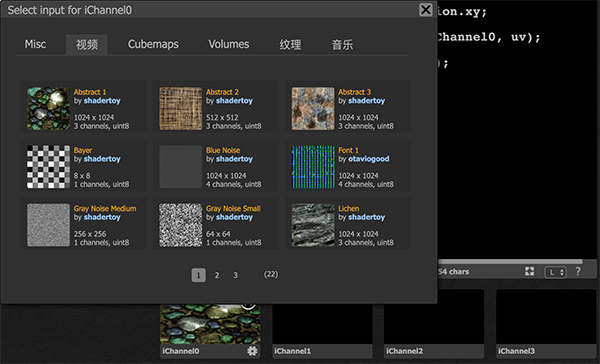 Select input for iChannel0
ion.xy;
Channel0, uv);
);
Misc 视频 Cubemaps Volumes 纹理 音乐
Abstract 1
by shadertoy
1024 x 1024
3 channels, uint8
Abstract 2
by shadertoy
512 x 512
3 channels, uint8
Abstract 3
by shadertoy
1024 x 1024
3 channels, uint8
Bayer
by shadertoy
8 x 8
1 channels, uint8
Blue Noise
by shadertoy
1024 x 1024
4 channels, uint8
Font 1
by otaviogood
1024 x 1024
4 channels, uint8
Gray Noise Medium
by shadertoy
256 x 256
1 channels, uint8
Gray Noise Small
by shadertoy
64 x 64
1 channels, uint8
Lichen
by shadertoy
1024 x 1024
3 channels, uint8
1 2 3 (22)
54 chars
L
?
iChannel0 iChannel1 iChannel2 iChannel3